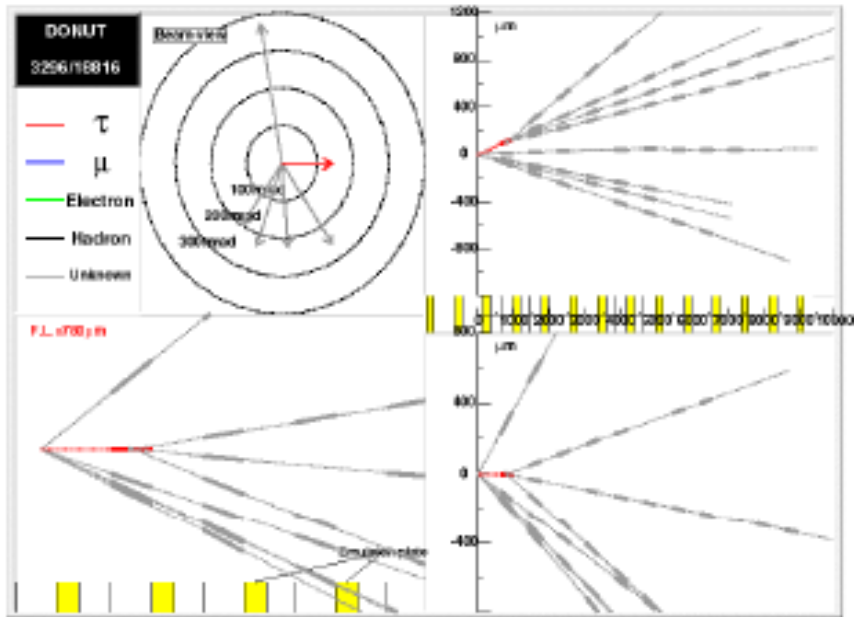 DONUT
3296/18816
Beam view
τ
μ
Electron
Hadron
Unknown
100mrad
200mrad
300mrad
1200
μm
800
400
0
-400
-800
0 1000 2000 3000 4000 5000 6000 7000 8000 9000 10000
800
μm
400
0
-400
Emulsion plate